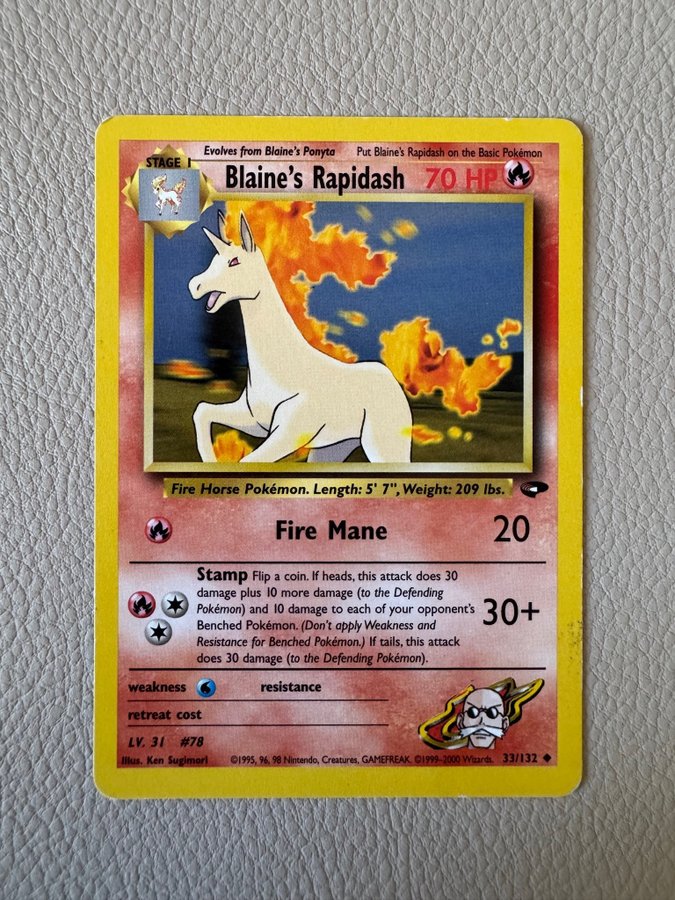 Evolves from Blaine's Ponyta Put Blaine's Rapidash on the Basic Pokémon
STAGE 1
Blaine's Rapidash 70 HP
Fire Horse Pokémon. Length: 5' 7", Weight: 209 lbs.
Fire Mane 20
Stamp Flip a coin. If heads, this attack does 30
damage plus 10 more damage (to the Defending
Pokémon) and 10 damage to each of your opponent's
Benched Pokémon. (Don't apply Weakness and
Resistance for Benched Pokémon.) If tails, this attack
does 30 damage (to the Defending Pokémon).
30+
weakness resistance
retreat cost
LV. 31 #78
Illus. Ken Sugimori ©1995, 96, 98 Nintendo, Creatures, GAMEFREAK. ©1999-2000 Wizards. 33/132